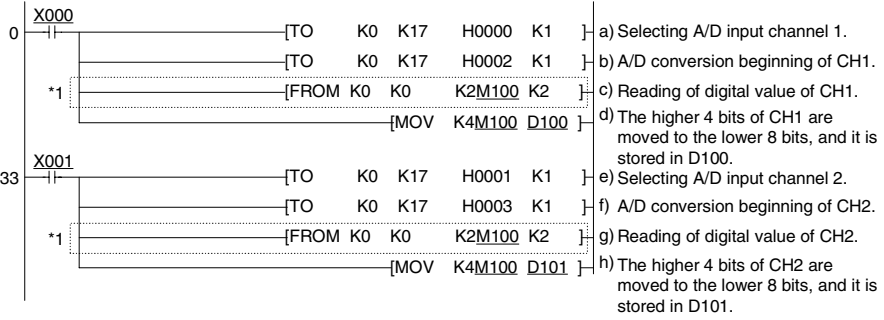 X000
0 [TO K0 K17 H0000 K1 ] a) Selecting A/D input channel 1.
[TO K0 K17 H0002 K1 ] b) A/D conversion beginning of CH1.
*1 [FROM K0 K0 K2M100 K2 ] c) Reading of digital value of CH1.
[MOV K4M100 D100 ] d) The higher 4 bits of CH1 are
moved to the lower 8 bits, and it is
stored in D100.
X001
33 [TO K0 K17 H0001 K1 ] e) Selecting A/D input channel 2.
[TO K0 K17 H0003 K1 ] f) A/D conversion beginning of CH2.
*1 [FROM K0 K0 K2M100 K2 ] g) Reading of digital value of CH2.
[MOV K4M100 D101 ] h) The higher 4 bits of CH2 are
moved to the lower 8 bits, and it is
stored in D101.